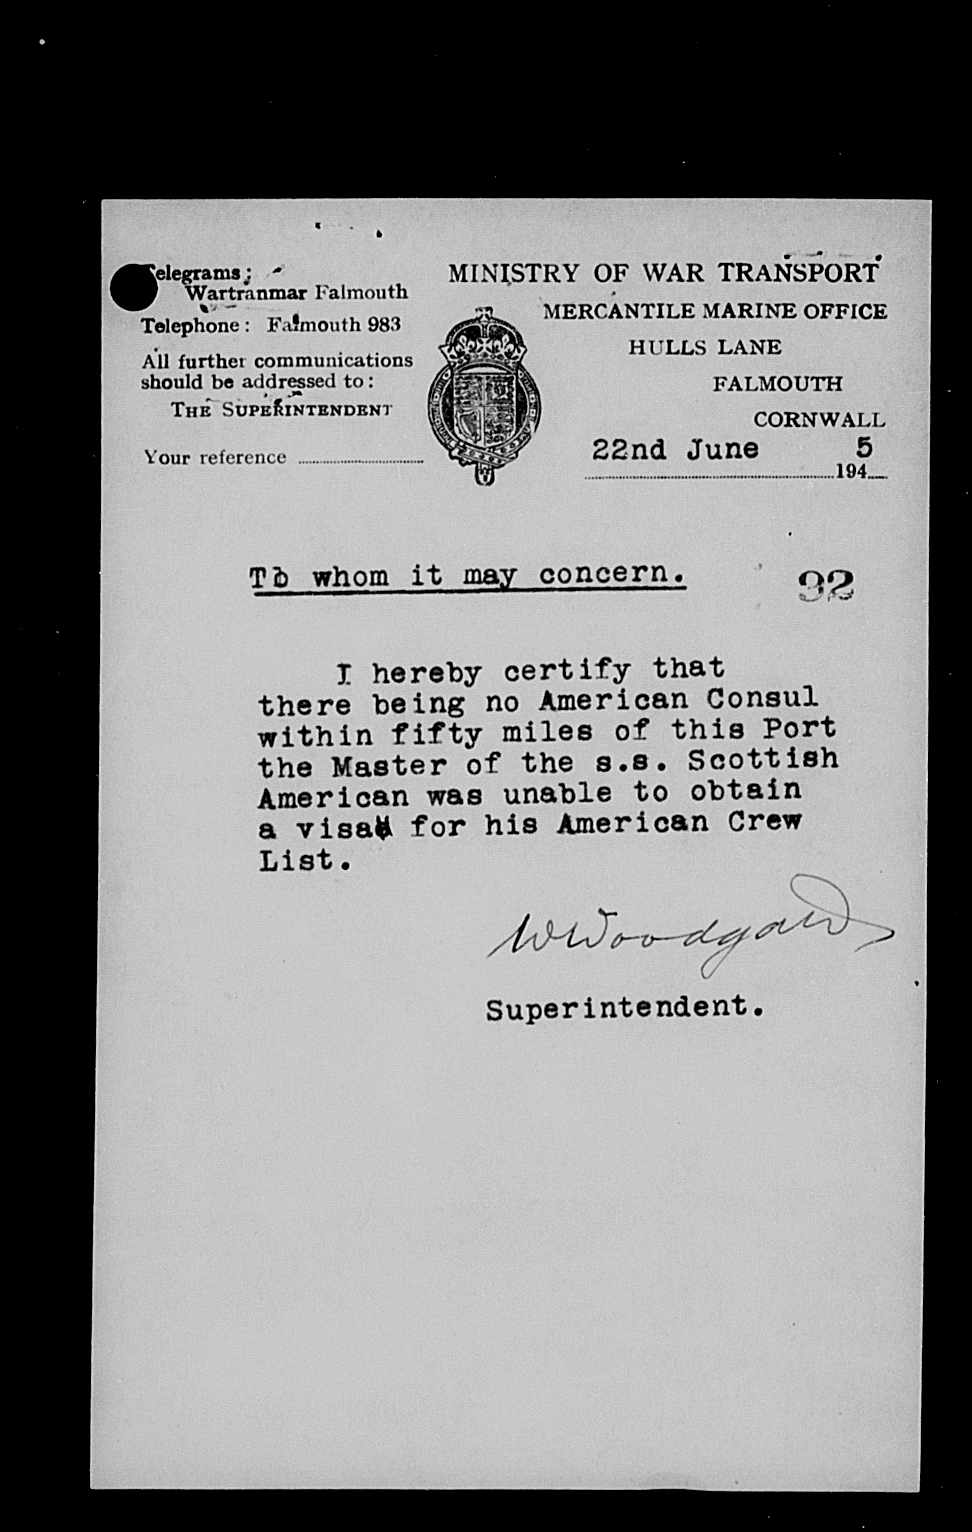 Telegrams:
Wartranmar Falmouth
Telephone: Falmouth 983
All further communications
should be addressed to:
THE SUPERINTENDENT
Your reference
MINISTRY OF WAR TRANSPORT
MERCANTILE MARINE OFFICE
HULLS LANE
FALMOUTH
CORNWALL
22nd June 1945
To whom it may concern.
92
I hereby certify that
there being no American Consul
within fifty miles of this Port
the Master of the s.s. Scottish
American was unable to obtain
a visa for his American Crew
List.
W Woodgard
Superintendent.